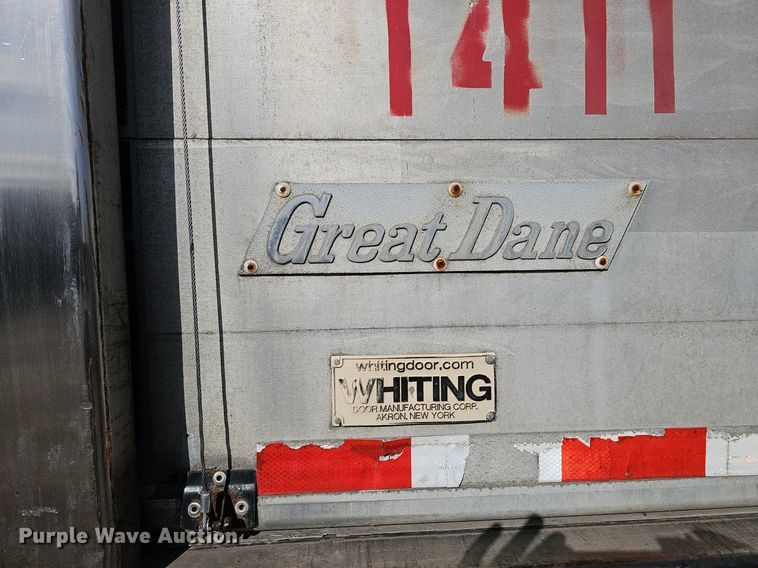 Great Dane
whitingdoor.com
WHITING
DOOR MANUFACTURING CORP.
AKRON, NEW YORK
Purple Wave Auction